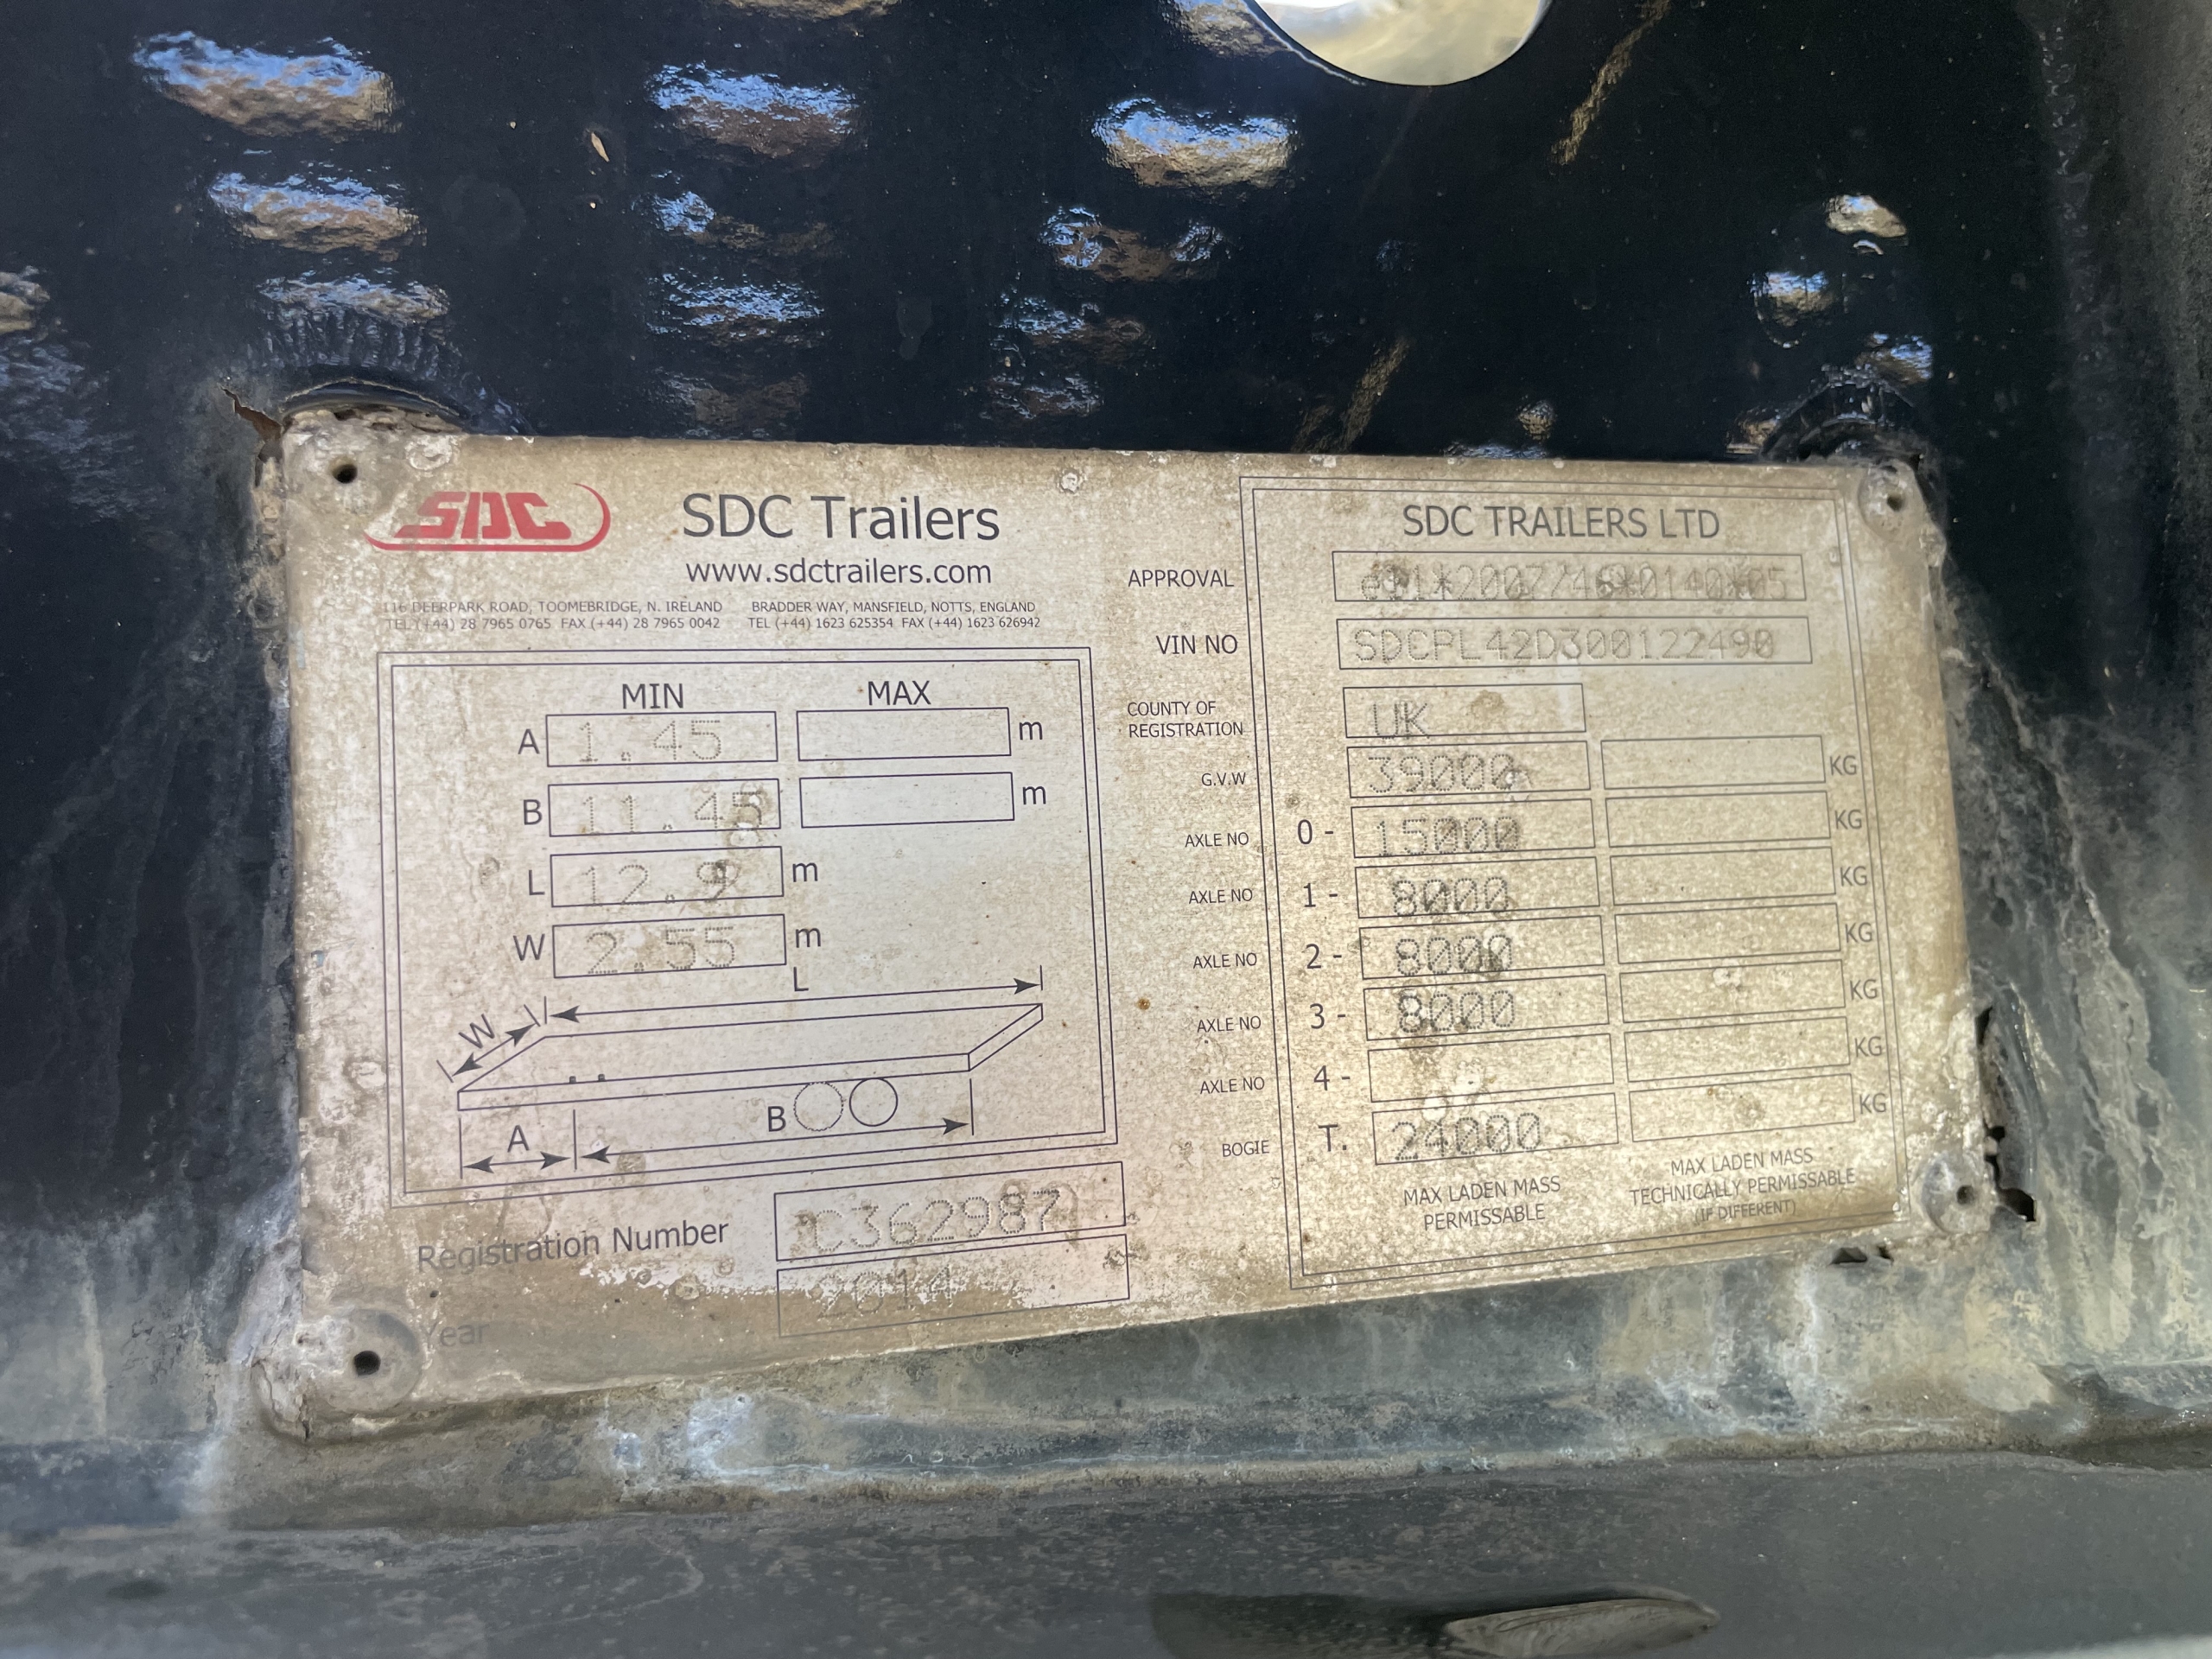 SDC
SDC Trailers
www.sdctrailers.com
116 DEERPARK ROAD, TOOMEBRIDGE, N. IRELAND
TEL (+44) 28 7965 0765 FAX (+44) 28 7965 0042
BRADDER WAY, MANSFIELD, NOTTS, ENGLAND
TEL (+44) 1623 625354 FAX (+44) 1623 626942
MIN MAX
A 1.45 m
B 11.45 m
L 12.9 m
W 2.55 m
L
W
A
B
Registration Number C362987
Year 2014
SDC TRAILERS LTD
APPROVAL e11*2007/46*0140*05
VIN NO SDCPL42D300122490
COUNTY OF
REGISTRATION UK
G.V.W 39000 KG
AXLE NO 0 - 15000 KG
AXLE NO 1 - 8000 KG
AXLE NO 2 - 8000 KG
AXLE NO 3 - 8000 KG
AXLE NO 4 - KG
BOGIE T. 24000 KG
MAX LADEN MASS
PERMISSABLE
MAX LADEN MASS
TECHNICALLY PERMISSABLE
(IF DIFFERENT)